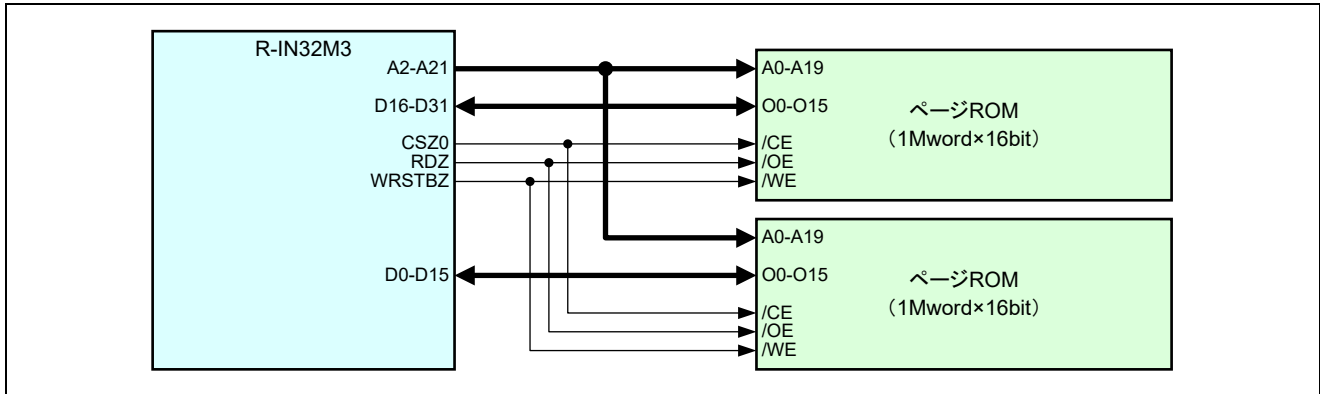 R-IN32M3
A2-A21
D16-D31
CSZ0
RDZ
WRSTBZ
D0-D15
A0-A19
O0-O15
/CE
/OE
/WE
ページROM
（1Mword×16bit）
A0-A19
O0-O15
/CE
/OE
/WE
ページROM
（1Mword×16bit）